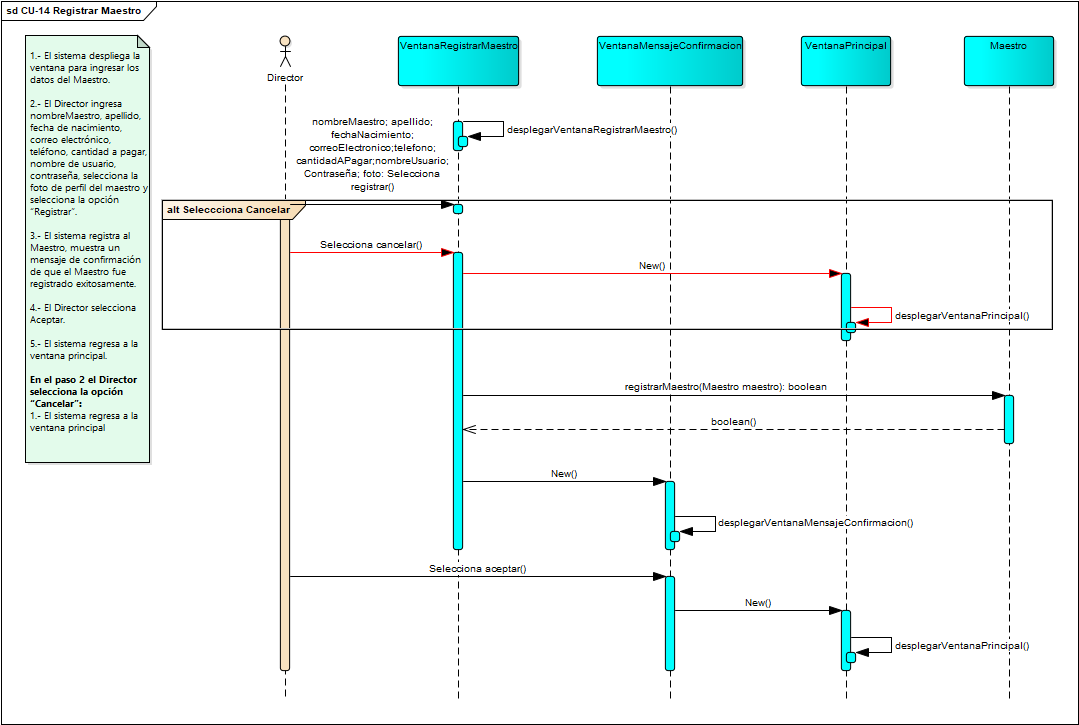 sd CU-14 Registrar Maestro
1.- El sistema despliega la
ventana para ingresar los
datos del Maestro.
2.- El Director ingresa
nombreMaestro, apellido,
fecha de nacimiento,
correo electrónico,
teléfono, cantidad a pagar,
nombre de usuario,
contraseña, selecciona la
foto de perfil del maestro y
selecciona la opción
“Registrar”.
3.- El sistema registra al
Maestro, muestra un
mensaje de confirmación
de que el Maestro fue
registrado exitosamente.
4.- El Director selecciona
Aceptar.
5.- El sistema regresa a la
ventana principal.
En el paso 2 el Director
selecciona la opción
“Cancelar”:
1.- El sistema regresa a la
ventana principal
Director
VentanaRegistrarMaestro
VentanaMensajeConfirmacion
VentanaPrincipal
Maestro
desplegarVentanaRegistrarMaestro()
nombreMaestro; apellido;
fechaNacimiento;
correoElectronico;telefono;
cantidadAPagar;nombreUsuario;
Contraseña; foto: Selecciona
registrar()
alt Seleccciona Cancelar
Selecciona cancelar()
New()
desplegarVentanaPrincipal()
registrarMaestro(Maestro maestro): boolean
boolean()
New()
desplegarVentanaMensajeConfirmacion()
Selecciona aceptar()
New()
desplegarVentanaPrincipal()